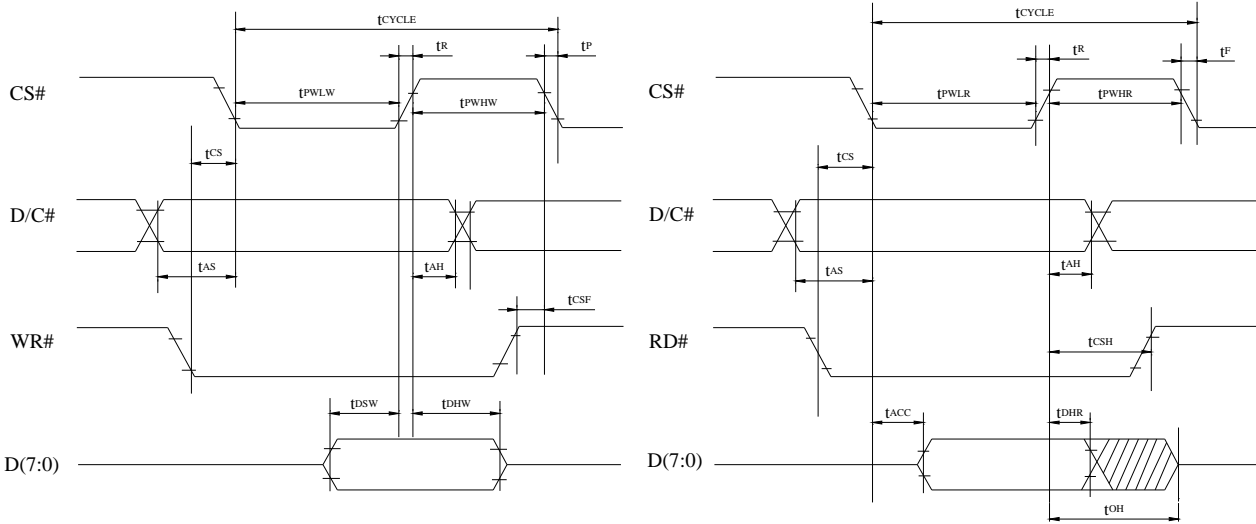 tCYCLE
tR
tP
CS#
tPWLW
tPWHW
tCS
D/C#
tAS
tAH
tCSF
WR#
tDSW
tDHW
D(7:0)
tCYCLE
tR
tF
CS#
tPWLR
tPWHR
tCS
D/C#
tAS
tAH
RD#
tCSH
tACC
tDHR
D(7:0)
tOH